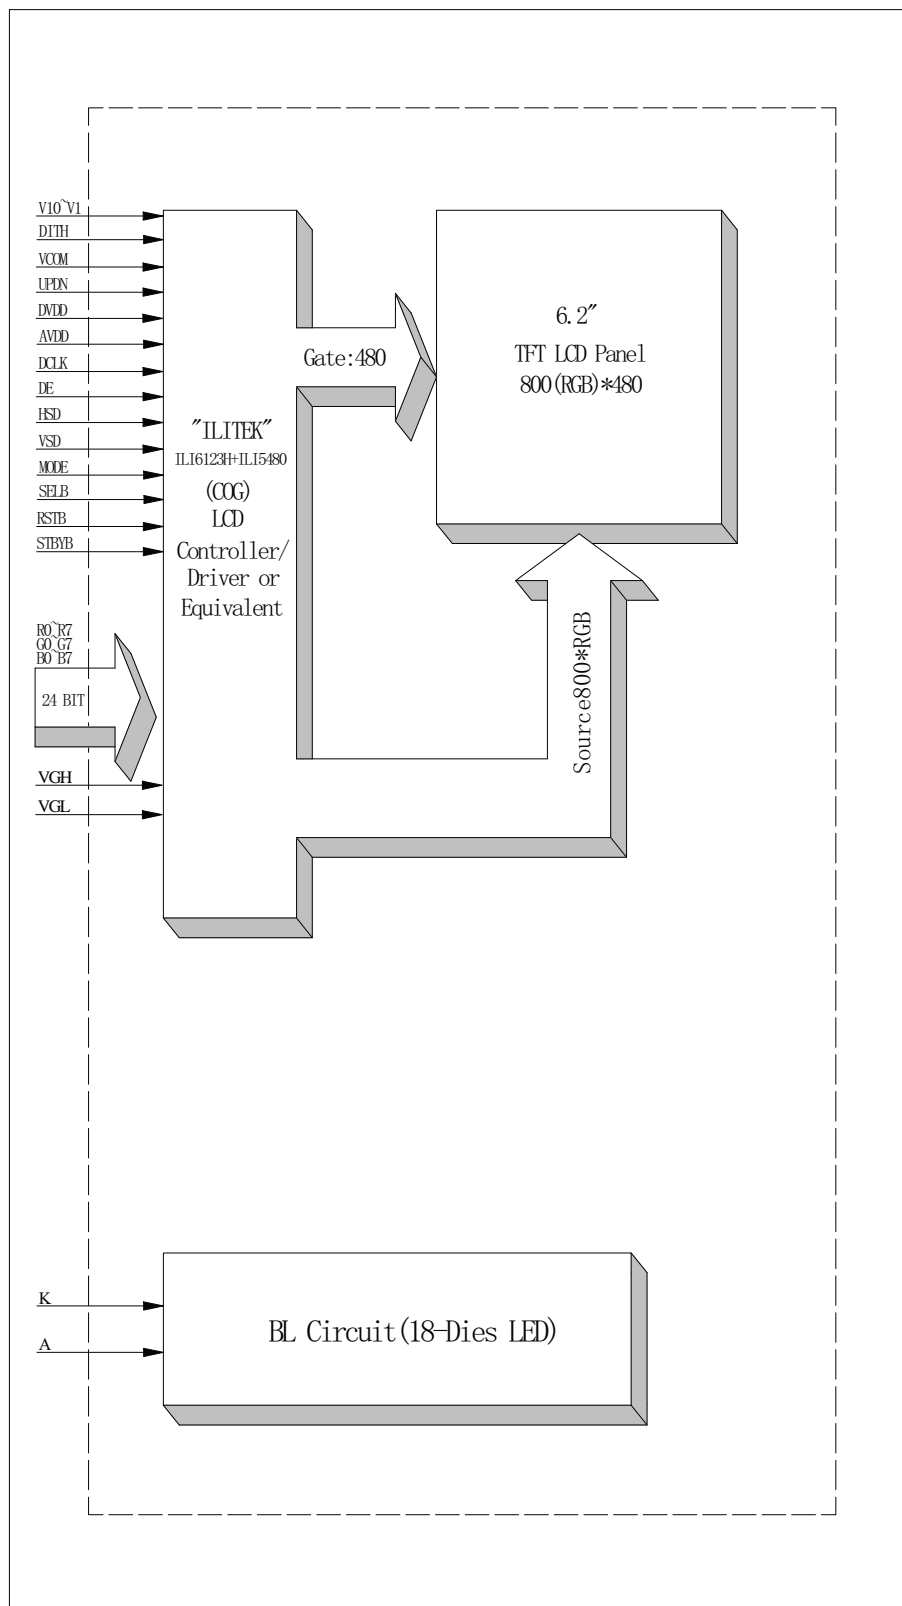 V10~V1
DITH
VCOM
UPDN
DVDD
AVDD
DCLK
DE
HSD
VSD
MODE
SELB
RSTB
STBYB
R0~R7
G0~G7
B0~B7
24 BIT
VGH
VGL
"ILITEK"
ILI6123H+ILI5480
(COG)
LCD
Controller/
Driver or
Equivalent
Gate:480
6.2"
TFT LCD Panel
800(RGB)*480
Source800*RGB
K
A
BL Circuit(18-Dies LED)